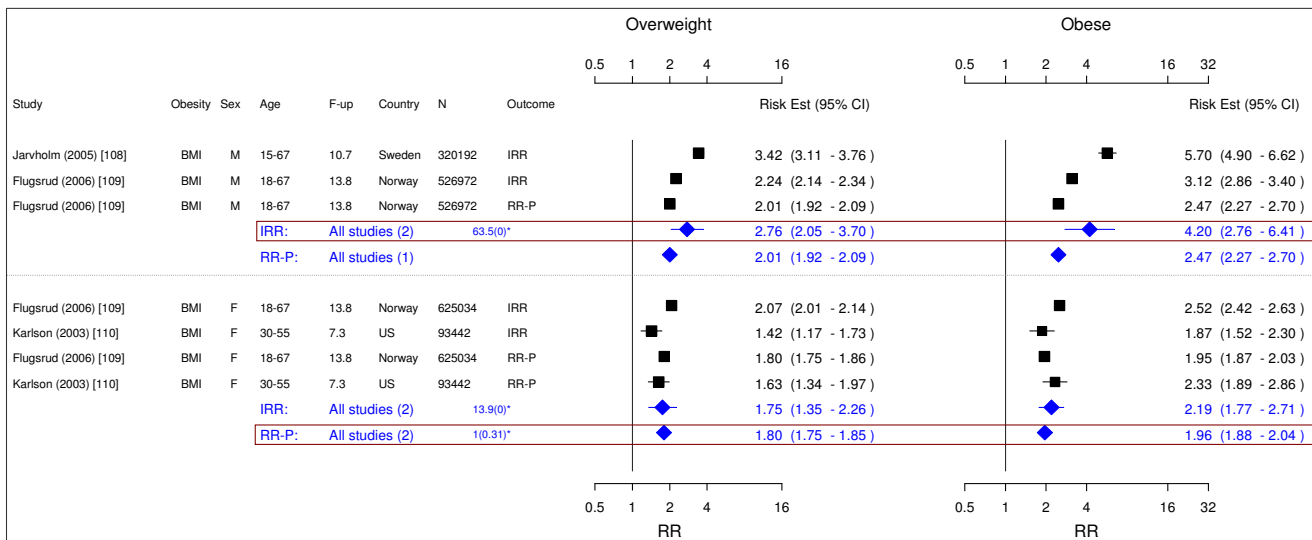 Overweight Obese
0.5 1 2 4 16 0.5 1 2 4 16 32
Study Obesity Sex Age F-up Country N Outcome Risk Est (95% CI) Risk Est (95% CI)
Jarvholm (2005) [108] BMI M 15-67 10.7 Sweden 320192 IRR 3.42 (3.11 - 3.76 ) 5.70 (4.90 - 6.62 )
Flugsrud (2006) [109] BMI M 18-67 13.8 Norway 526972 IRR 2.24 (2.14 - 2.34 ) 3.12 (2.86 - 3.40 )
Flugsrud (2006) [109] BMI M 18-67 13.8 Norway 526972 RR-P 2.01 (1.92 - 2.09 ) 2.47 (2.27 - 2.70 )
IRR: All studies (2) 63.5(0)* 2.76 (2.05 - 3.70 ) 4.20 (2.76 - 6.41 )
RR-P: All studies (1) 2.01 (1.92 - 2.09 ) 2.47 (2.27 - 2.70 )
Flugsrud (2006) [109] BMI F 18-67 13.8 Norway 625034 IRR 2.07 (2.01 - 2.14 ) 2.52 (2.42 - 2.63 )
Karlson (2003) [110] BMI F 30-55 7.3 US 93442 IRR 1.42 (1.17 - 1.73 ) 1.87 (1.52 - 2.30 )
Flugsrud (2006) [109] BMI F 18-67 13.8 Norway 625034 RR-P 1.80 (1.75 - 1.86 ) 1.95 (1.87 - 2.03 )
Karlson (2003) [110] BMI F 30-55 7.3 US 93442 RR-P 1.63 (1.34 - 1.97 ) 2.33 (1.89 - 2.86 )
IRR: All studies (2) 13.9(0)* 1.75 (1.35 - 2.26 ) 2.19 (1.77 - 2.71 )
RR-P: All studies (2) 1(0.31)* 1.80 (1.75 - 1.85 ) 1.96 (1.88 - 2.04 )
0.5 1 2 4 16 0.5 1 2 4 16 32
RR RR